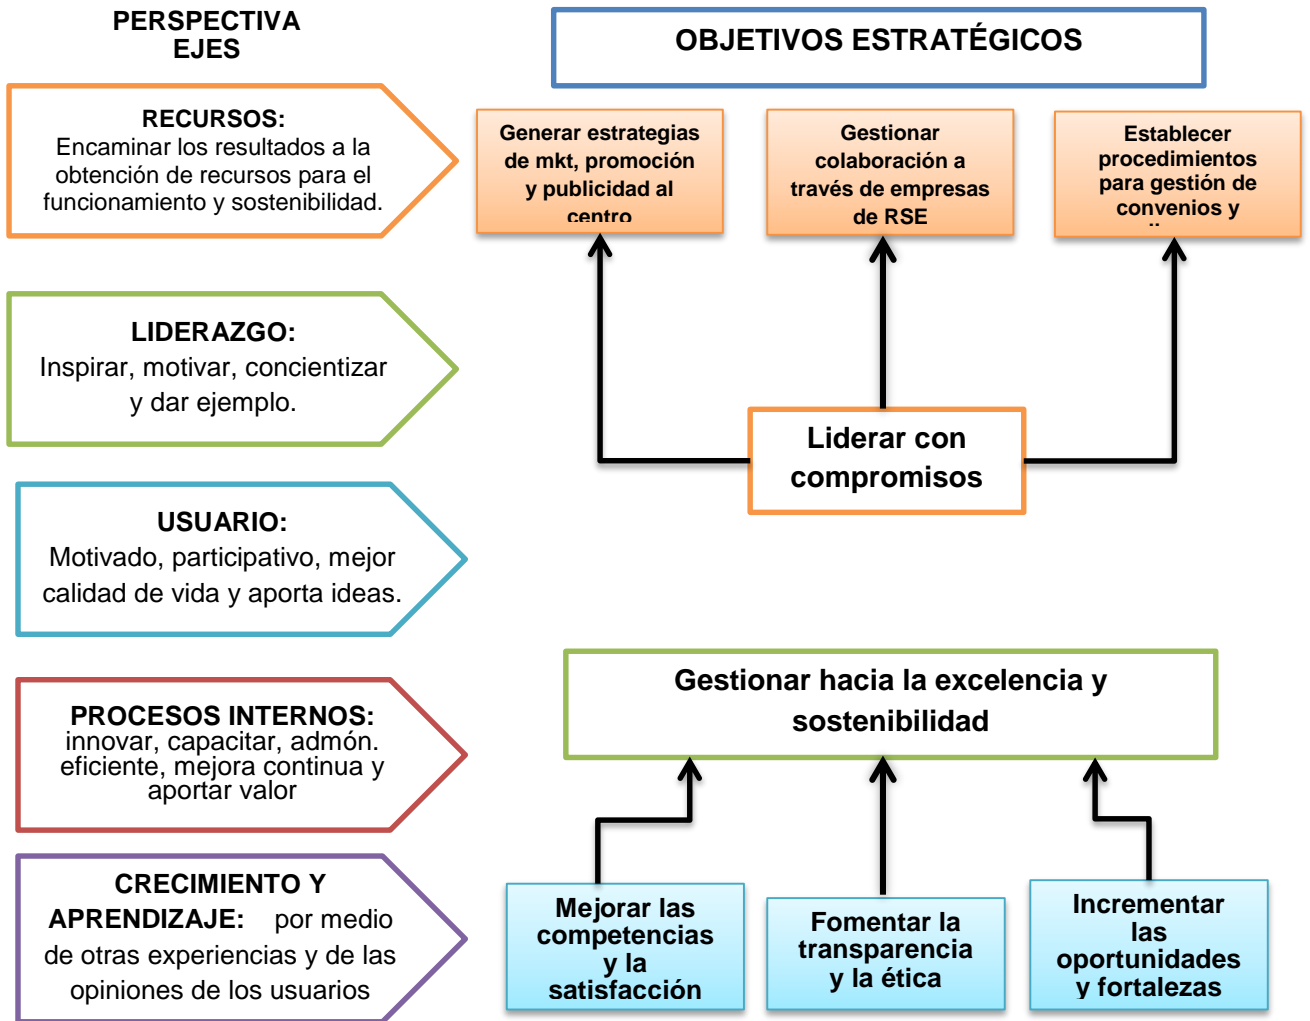 PERSPECTIVA
EJES
OBJETIVOS ESTRATÉGICOS
RECURSOS:
Encaminar los resultados a la
obtención de recursos para el
funcionamiento y sostenibilidad.
Generar estrategias
de mkt, promoción
y publicidad al
centro
Gestionar
colaboración a
través de empresas
de RSE
Establecer
procedimientos
para gestión de
convenios y
LIDERAZGO:
Inspirar, motivar, concientizar
y dar ejemplo.
Liderar con
compromisos
USUARIO:
Motivado, participativo, mejor
calidad de vida y aporta ideas.
PROCESOS INTERNOS:
innovar, capacitar, admón.
eficiente, mejora continua y
aportar valor
Gestionar hacia la excelencia y
sostenibilidad
CRECIMIENTO Y
APRENDIZAJE: por medio
de otras experiencias y de las
opiniones de los usuarios
Mejorar las
competencias
y la
satisfacción
Fomentar la
transparencia
y la ética
Incrementar
las
oportunidades
y fortalezas